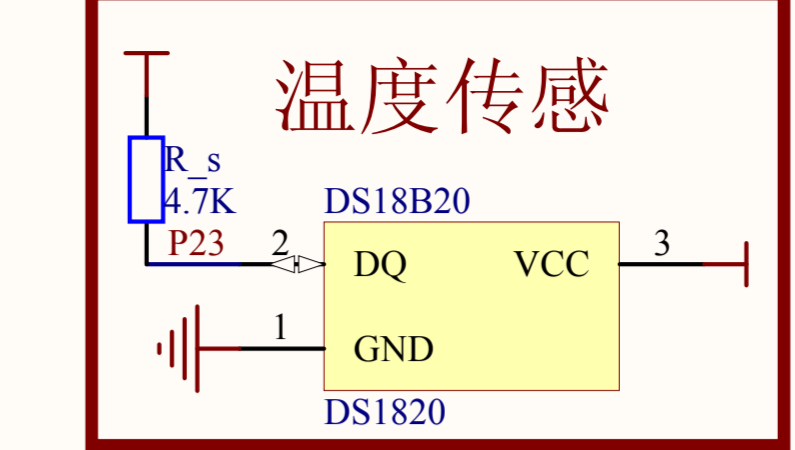 温度传感
R_s
4.7K
DS18B20
P23
2
DQ
VCC
3
1
GND
DS1820